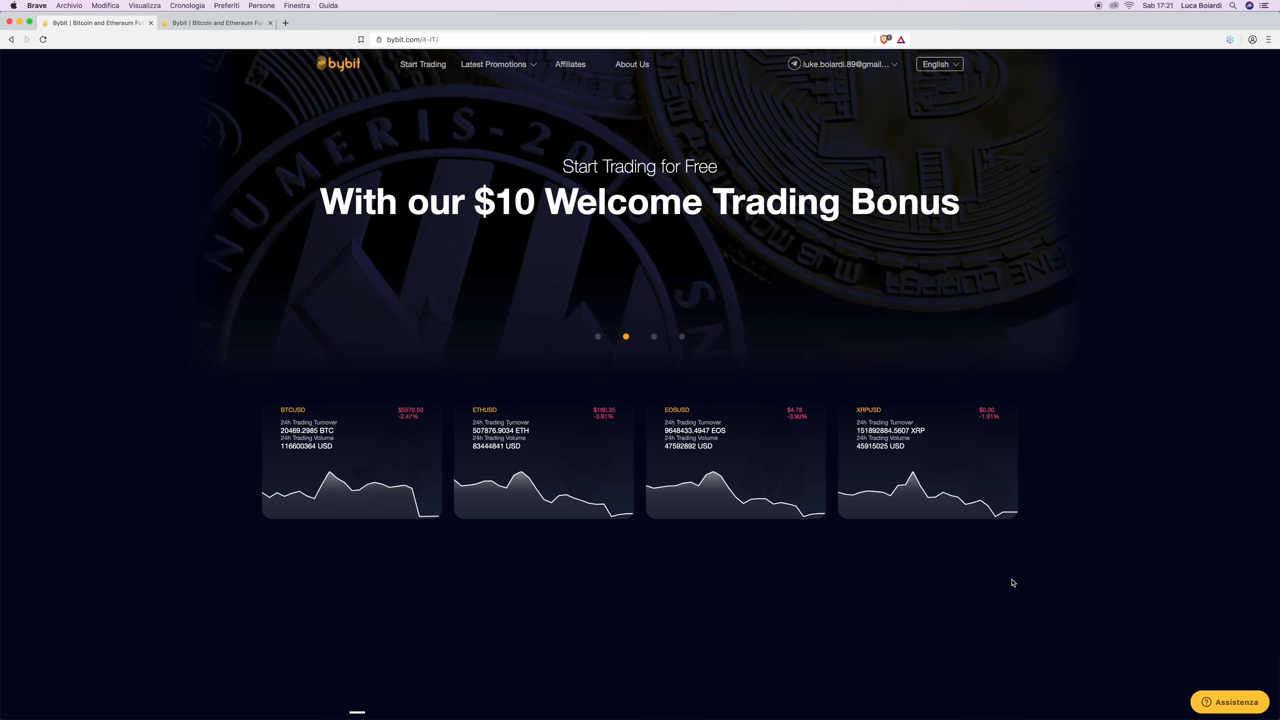 Brave Archivio Modifica Visualizza Cronologia Preferiti Persone Finestra Guida Sab 17:21 Luca Boiardi
Bybit | Bitcoin and Ethereum Fu Bybit | Bitcoin and Ethereum Fu
bybit.com/it-IT/
bybit Start Trading Latest Promotions Affiliates About Us luke.boiardi.89@gmail... English
NUMERIS-2
Start Trading for Free
With our $10 Welcome Trading Bonus
BTCUSD $5570.50
-2.47%
24h Trading Turnover
20469.2985 BTC
24h Trading Volume
116600364 USD
ETHUSD $160.35
-3.81%
24h Trading Turnover
507876.9034 ETH
24h Trading Volume
83444841 USD
EOSUSD $4.78
-3.90%
24h Trading Turnover
9648433.4947 EOS
24h Trading Volume
47592892 USD
XRPUSD $0.30
-1.91%
24h Trading Turnover
151892884.5607 XRP
24h Trading Volume
45915025 USD
Assistenza